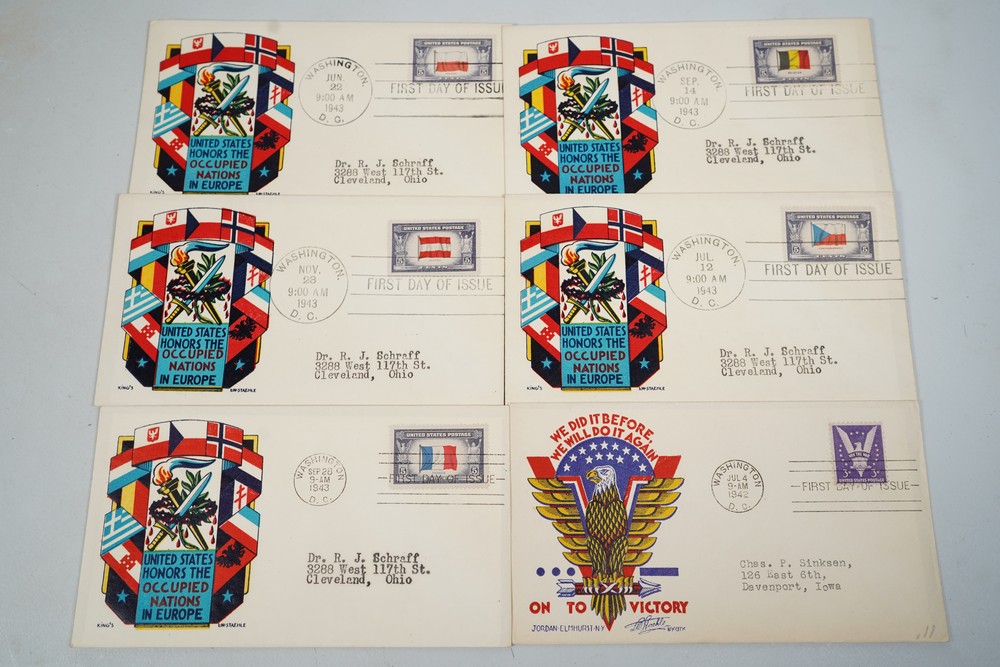 UNITED STATES POSTAGE
WASHINGTON,
JUN.
22
9:00 AM
1943
D. C.
FIRST DAY OF ISSUE
UNITED STATES
HONORS THE
OCCUPIED
NATIONS
IN EUROPE
KING'S
Dr. R. J. Schraff
3288 West 117th St.
Cleveland, Ohio
UNITED STATES POSTAGE
WASHINGTON,
SEP.
14
9:00 AM
1943
D. C.
FIRST DAY OF ISSUE
UNITED STATES
HONORS THE
OCCUPIED
NATIONS
IN EUROPE
Dr. R. J. Schraff
3288 West 117th St.
Cleveland, Ohio
UNITED STATES POSTAGE
WASHINGTON,
NOV.
23
9:00 AM
1943
D. C.
FIRST DAY OF ISSUE
UNITED STATES
HONORS THE
OCCUPIED
NATIONS
IN EUROPE
KING'S
Dr. R. J. Schraff
3288 West 117th St.
Cleveland, Ohio
UNITED STATES POSTAGE
WASHINGTON,
JUL.
12
9:00 AM
1943
D. C.
FIRST DAY OF ISSUE
UNITED STATES
HONORS THE
OCCUPIED
NATIONS
IN EUROPE
KING'S
Dr. R. J. Schraff
3288 West 117th St.
Cleveland, Ohio
UNITED STATES POSTAGE
WASHINGTON
SEP 28
9-AM
1943
D. C.
FIRST DAY OF ISSUE
UNITED STATES
HONORS THE
OCCUPIED
NATIONS
IN EUROPE
KING'S
Dr. R. J. Schraff
3288 West 117th St.
Cleveland, Ohio
WE DID IT BEFORE,
WE WILL DO IT AGAIN
WASHINGTON
JUL 4
9-AM
1942
D. C.
FIRST DAY OF ISSUE
WIN THE WAR
3¢
UNITED STATES POSTAGE
Chas. P. Sinksen,
126 East 6th,
Davenport, Iowa
ON TO VICTORY
JORDAN-ELMHURST-N.Y.